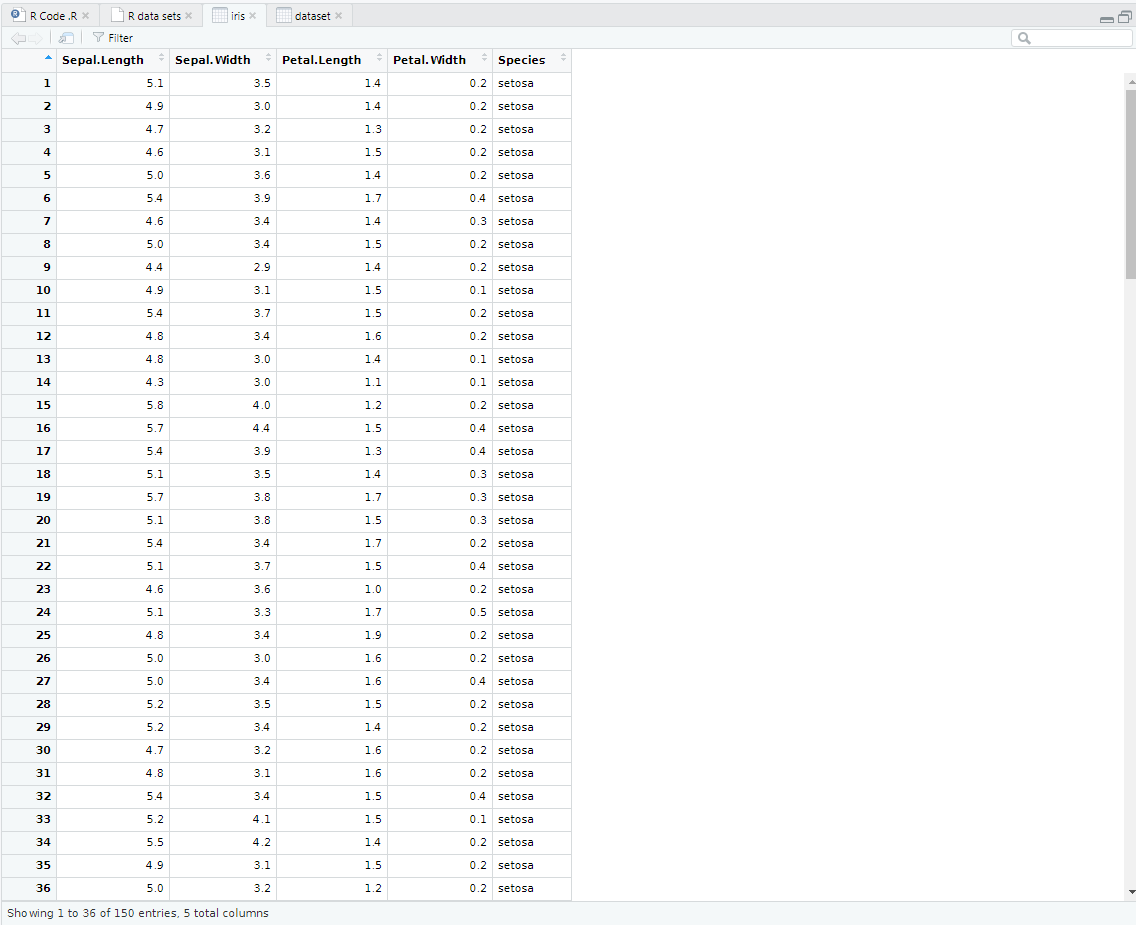 R Code .R × R data sets × iris × dataset ×
Filter
Sepal.Length Sepal.Width Petal.Length Petal.Width Species
1 5.1 3.5 1.4 0.2 setosa
2 4.9 3.0 1.4 0.2 setosa
3 4.7 3.2 1.3 0.2 setosa
4 4.6 3.1 1.5 0.2 setosa
5 5.0 3.6 1.4 0.2 setosa
6 5.4 3.9 1.7 0.4 setosa
7 4.6 3.4 1.4 0.3 setosa
8 5.0 3.4 1.5 0.2 setosa
9 4.4 2.9 1.4 0.2 setosa
10 4.9 3.1 1.5 0.1 setosa
11 5.4 3.7 1.5 0.2 setosa
12 4.8 3.4 1.6 0.2 setosa
13 4.8 3.0 1.4 0.1 setosa
14 4.3 3.0 1.1 0.1 setosa
15 5.8 4.0 1.2 0.2 setosa
16 5.7 4.4 1.5 0.4 setosa
17 5.4 3.9 1.3 0.4 setosa
18 5.1 3.5 1.4 0.3 setosa
19 5.7 3.8 1.7 0.3 setosa
20 5.1 3.8 1.5 0.3 setosa
21 5.4 3.4 1.7 0.2 setosa
22 5.1 3.7 1.5 0.4 setosa
23 4.6 3.6 1.0 0.2 setosa
24 5.1 3.3 1.7 0.5 setosa
25 4.8 3.4 1.9 0.2 setosa
26 5.0 3.0 1.6 0.2 setosa
27 5.0 3.4 1.6 0.4 setosa
28 5.2 3.5 1.5 0.2 setosa
29 5.2 3.4 1.4 0.2 setosa
30 4.7 3.2 1.6 0.2 setosa
31 4.8 3.1 1.6 0.2 setosa
32 5.4 3.4 1.5 0.4 setosa
33 5.2 4.1 1.5 0.1 setosa
34 5.5 4.2 1.4 0.2 setosa
35 4.9 3.1 1.5 0.2 setosa
36 5.0 3.2 1.2 0.2 setosa
Showing 1 to 36 of 150 entries, 5 total columns